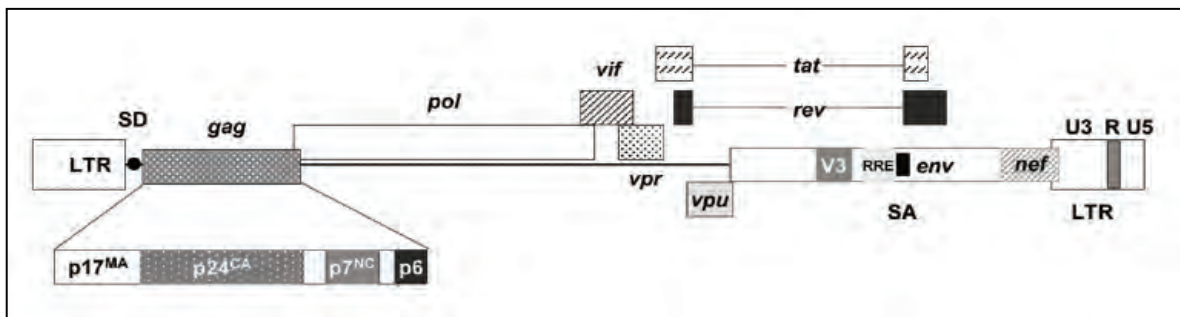 vif
tat
pol
rev
SD
gag
U3 R U5
LTR
V3
RRE
env
nef
vpr
vpu
SA
LTR
p17MA
p24CA
p7NC
p6